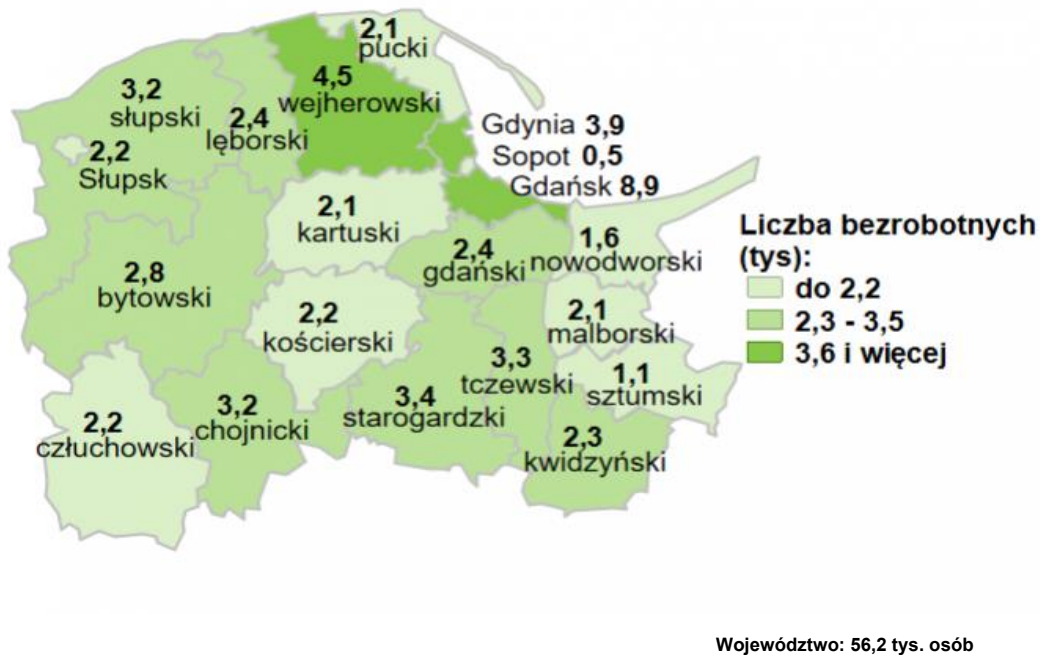 2,1
pucki
4,5
wejherowski
3,2
słupski
2,4
lęborski
Gdynia 3,9
Sopot 0,5
Gdańsk 8,9
2,2
Słupsk
2,1
kartuski
2,4
gdański
1,6
nowodworski
2,8
bytowski
2,2
kościerski
2,1
malborski
3,3
tczewski
1,1
sztumski
3,4
starogardzki
3,2
chojnicki
2,2
człuchowski
2,3
kwidzyński
Liczba bezrobotnych
(tys):
do 2,2
2,3 - 3,5
3,6 i więcej
Województwo: 56,2 tys. osób